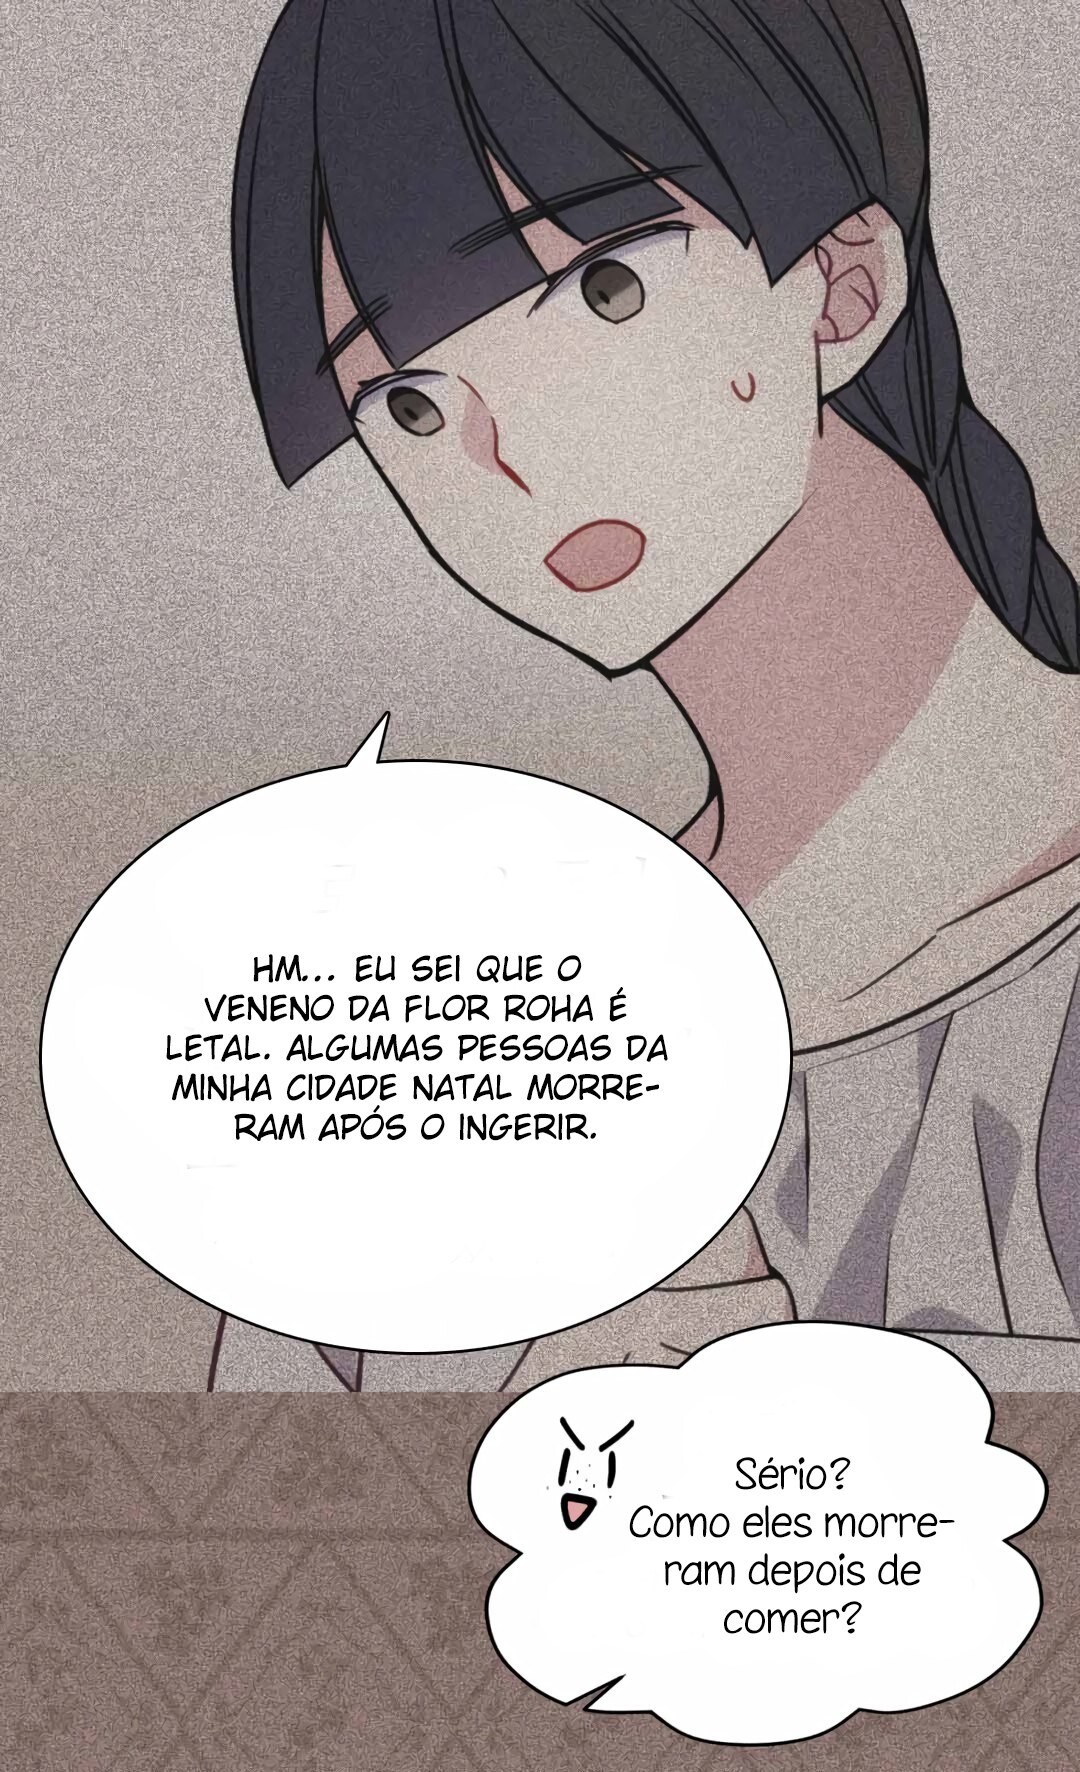 HM... EU SEI QUE O
VENENO DA FLOR ROHA É
LETAL. ALGUMAS PESSOAS DA
MINHA CIDADE NATAL MORRE-
RAM APÓS O INGERIR.
Sério?
Como eles morre-
ram depois de
comer?